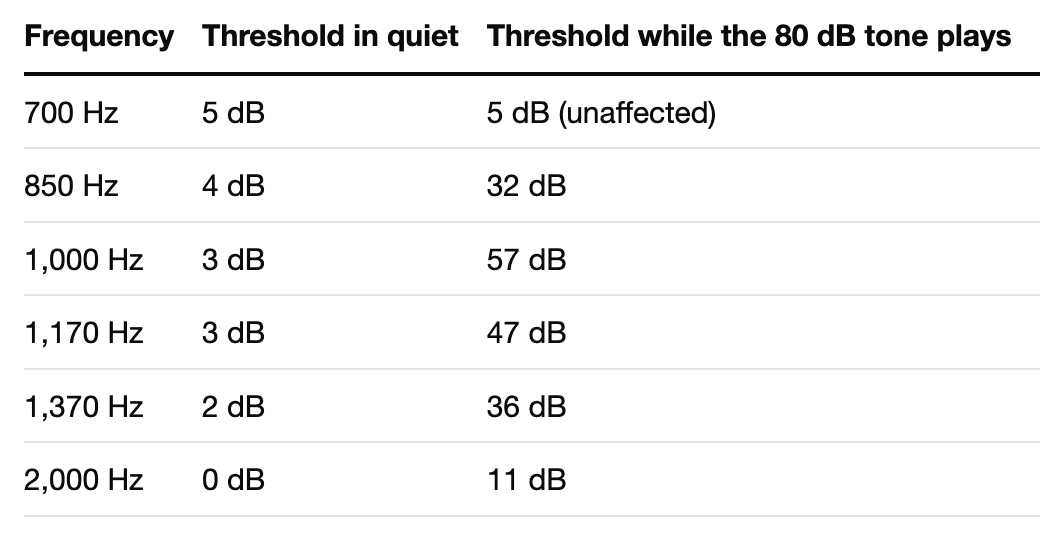 Frequency Threshold in quiet Threshold while the 80 dB tone plays
700 Hz 5 dB 5 dB (unaffected)
850 Hz 4 dB 32 dB
1,000 Hz 3 dB 57 dB
1,170 Hz 3 dB 47 dB
1,370 Hz 2 dB 36 dB
2,000 Hz 0 dB 11 dB